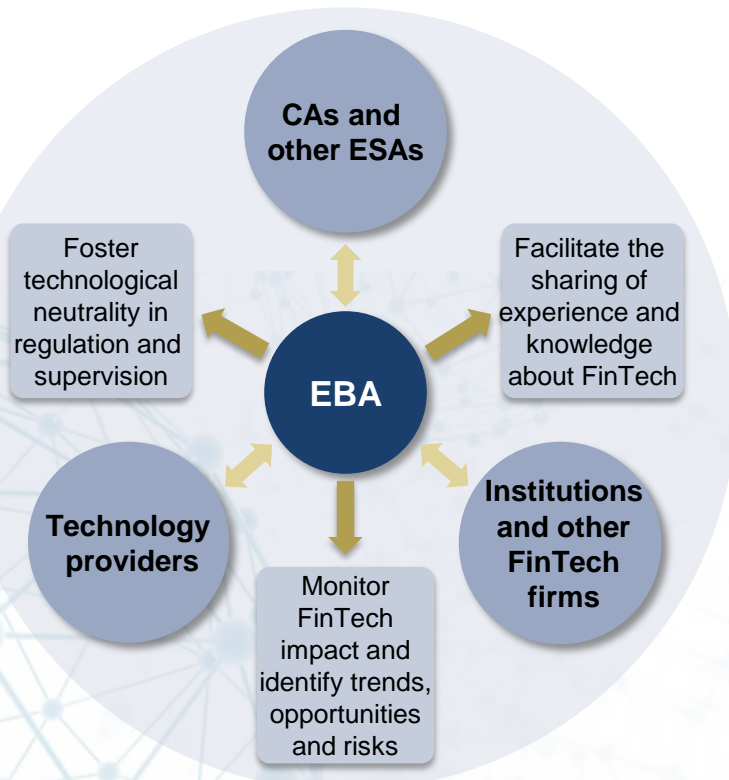 CAs and
other ESAs
Foster
technological
neutrality in
regulation and
supervision
Facilitate the
sharing of
experience and
knowledge
about FinTech
EBA
Technology
providers
Institutions
and other
FinTech
firms
Monitor
FinTech
impact and
identify trends,
opportunities
and risks